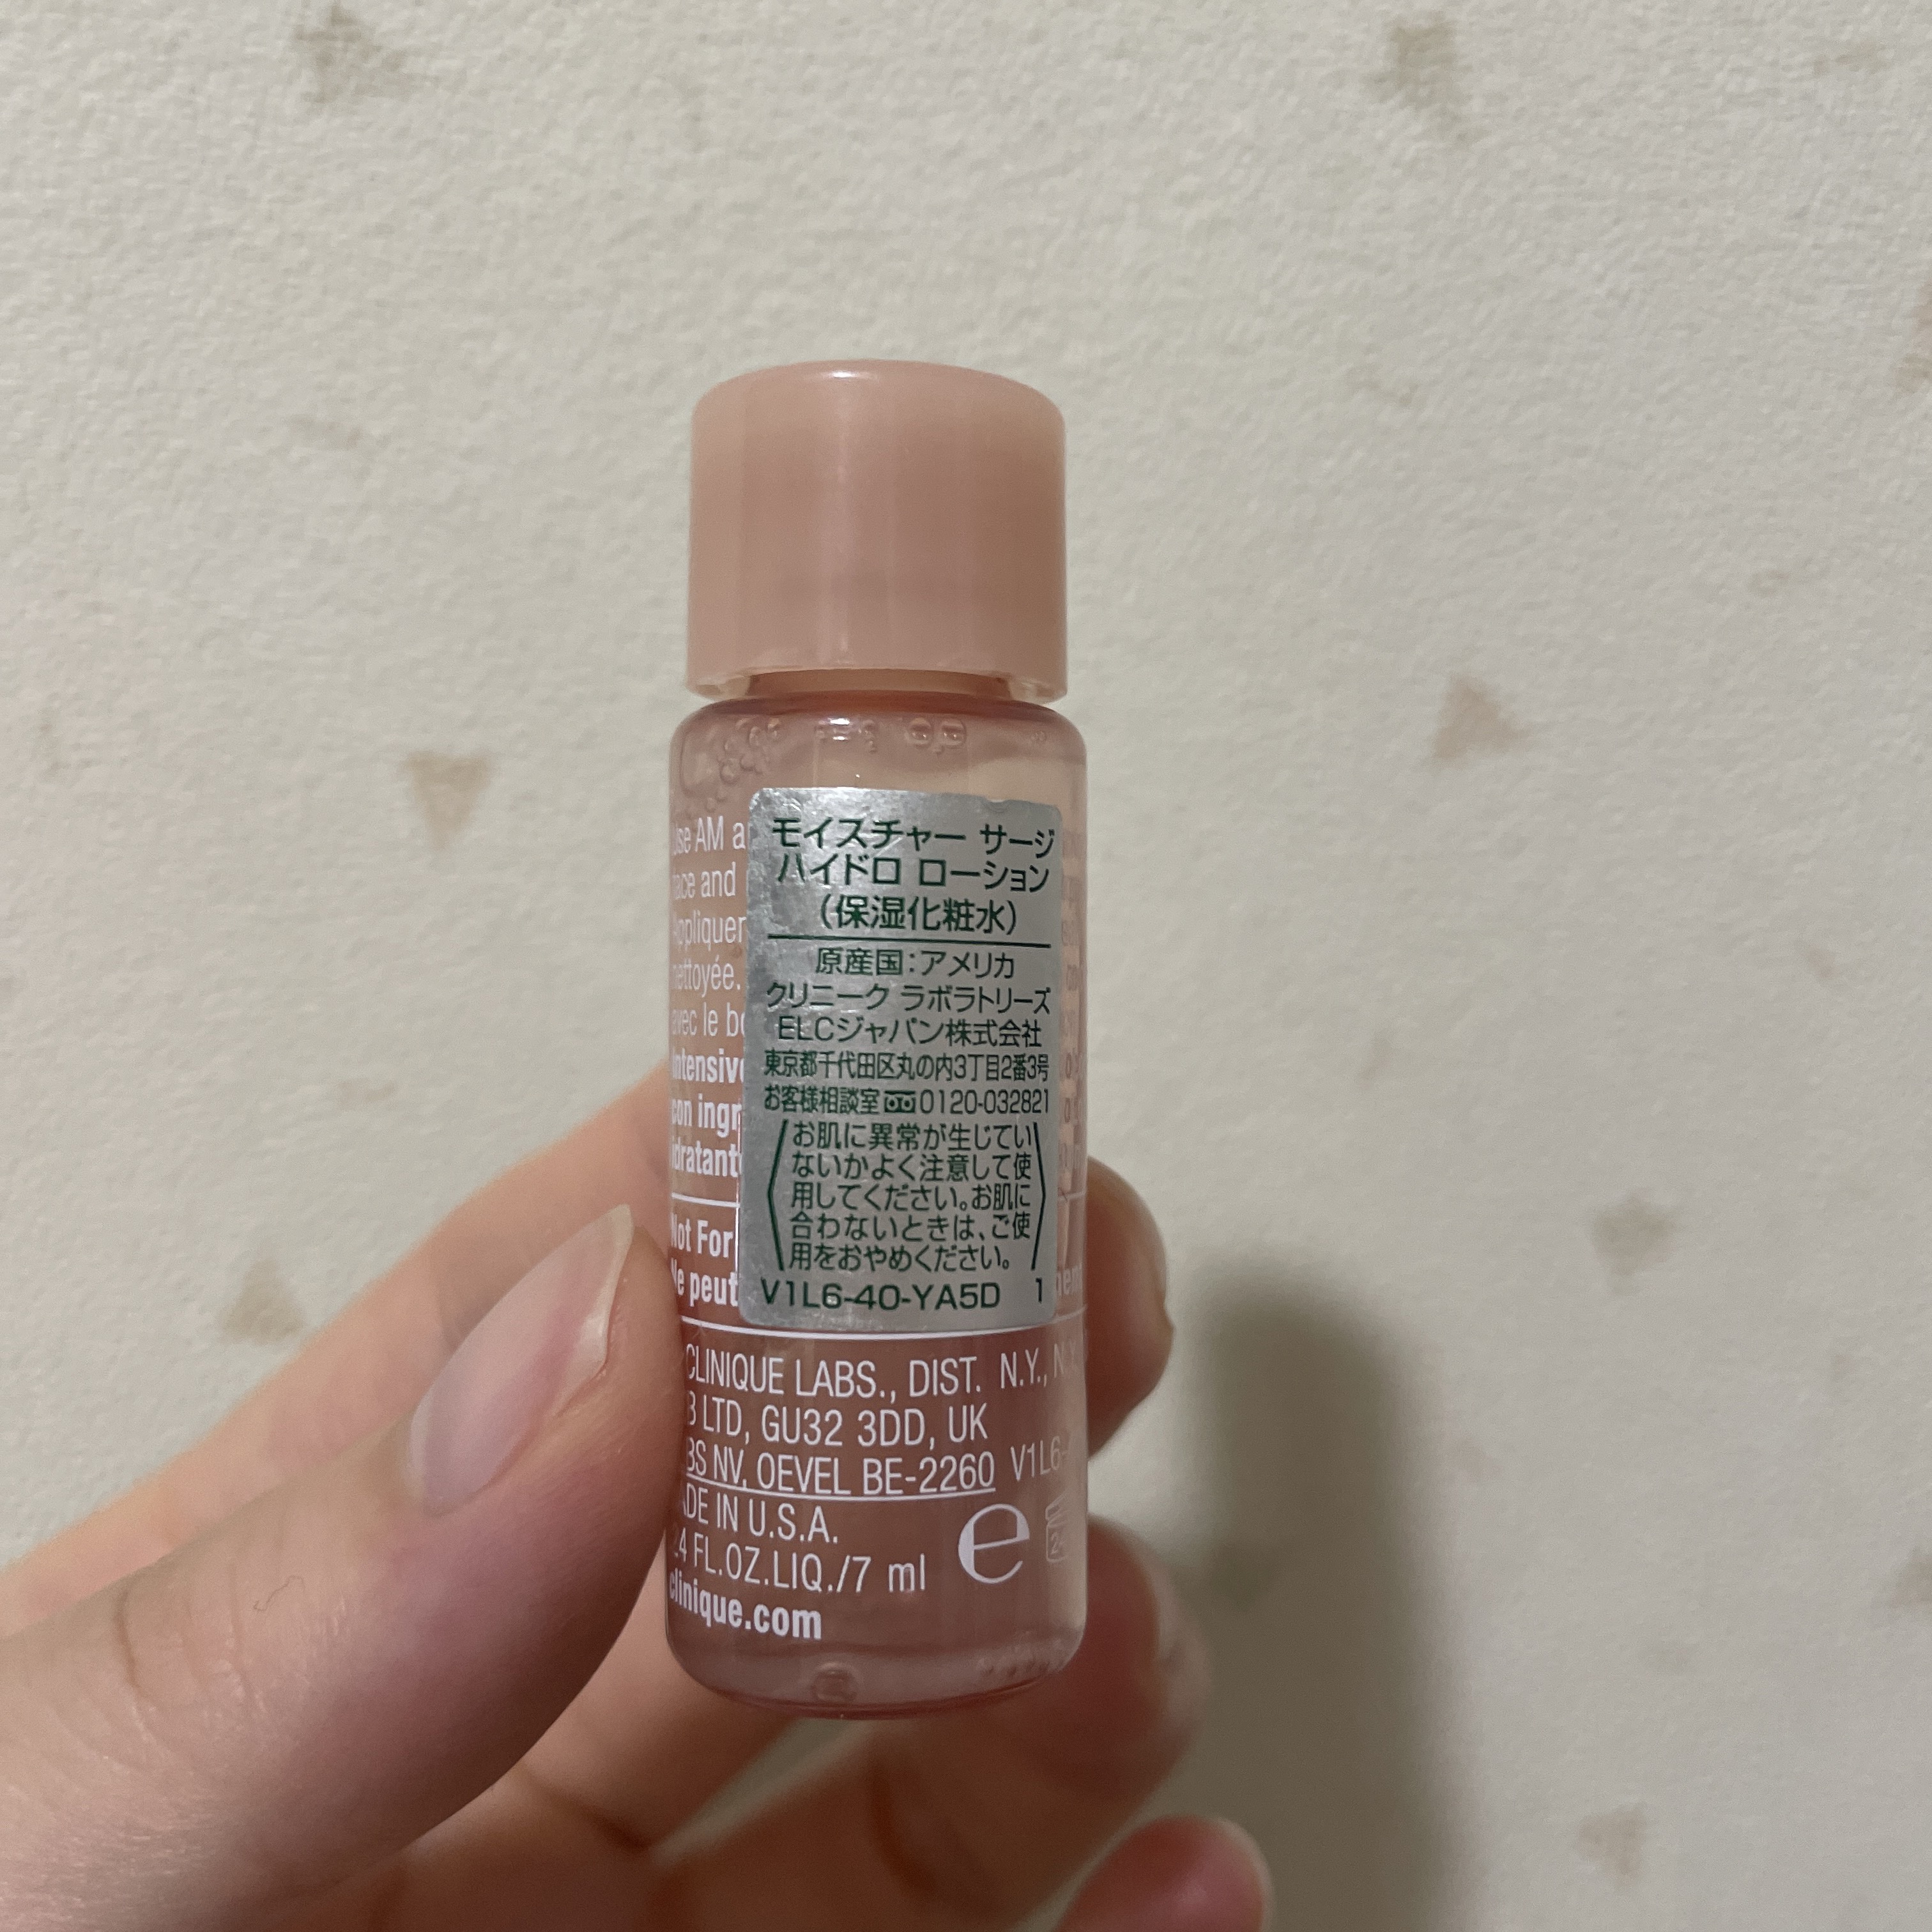 モイスチャー サージ
ハイドロ ローション
(保湿化粧水)
原産国:アメリカ
クリニーク ラボラトリーズ
ELCジャパン株式会社
東京都千代田区丸の内3丁目2番3号
お客様相談室 0120-032821
お肌に異常が生じてい
ないかよく注意して使
用してください。お肌に
合わないときは、ご使
用をおやめください。
V1L6-40-YA5D 1
Use AM
face and
Appliquer
nettoyée.
avec le
con
Not For
Ne peut
CLINIQUE LABS., DIST. N.Y.,
LTD, GU32 3DD, UK
NV, OEVEL BE-2260
IN U.S.A.
FL.OZ.LIQ./7 ml e
clinique.com